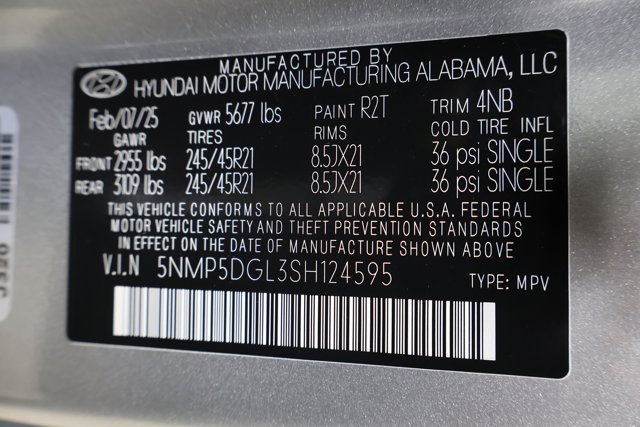 MANUFACTURED BY
HYUNDAI MOTOR MANUFACTURING ALABAMA, LLC
Feb/07/25 GVWR 5677 lbs PAINT R2T TRIM 4NB
GAWR TIRES RIMS COLD TIRE INFL
FRONT 2955 lbs 245/45R21 8.5JX21 36 psi SINGLE
REAR 3109 lbs 245/45R21 8.5JX21 36 psi SINGLE
THIS VEHICLE CONFORMS TO ALL APPLICABLE U.S.A. FEDERAL
MOTOR VEHICLE SAFETY AND THEFT PREVENTION STANDARDS
IN EFFECT ON THE DATE OF MANUFACTURE SHOWN ABOVE.
V.I.N 5NMP5DGL3SH124595 TYPE: MPV